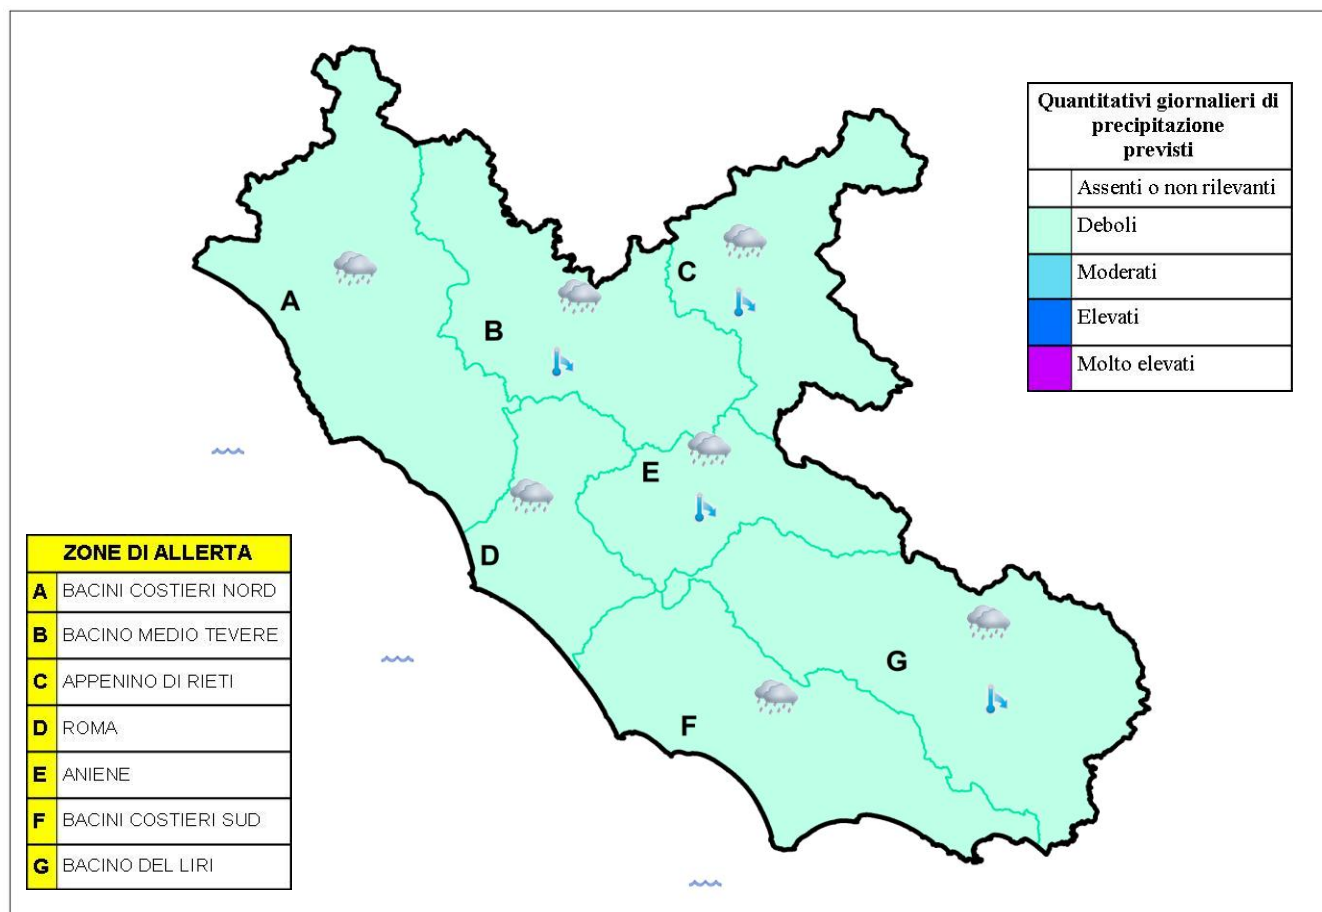 Quantitativi giornalieri di
precipitazione
previsti
Assenti o non rilevanti
Deboli
Moderati
Elevati
Molto elevati
C
A
B
E
D
G
F
ZONE DI ALLERTA
A BACINI COSTIERI NORD
B BACINO MEDIO TEVERE
C APPENINO DI RIETI
D ROMA
E ANIENE
F BACINI COSTIERI SUD
G BACINO DEL LIRI